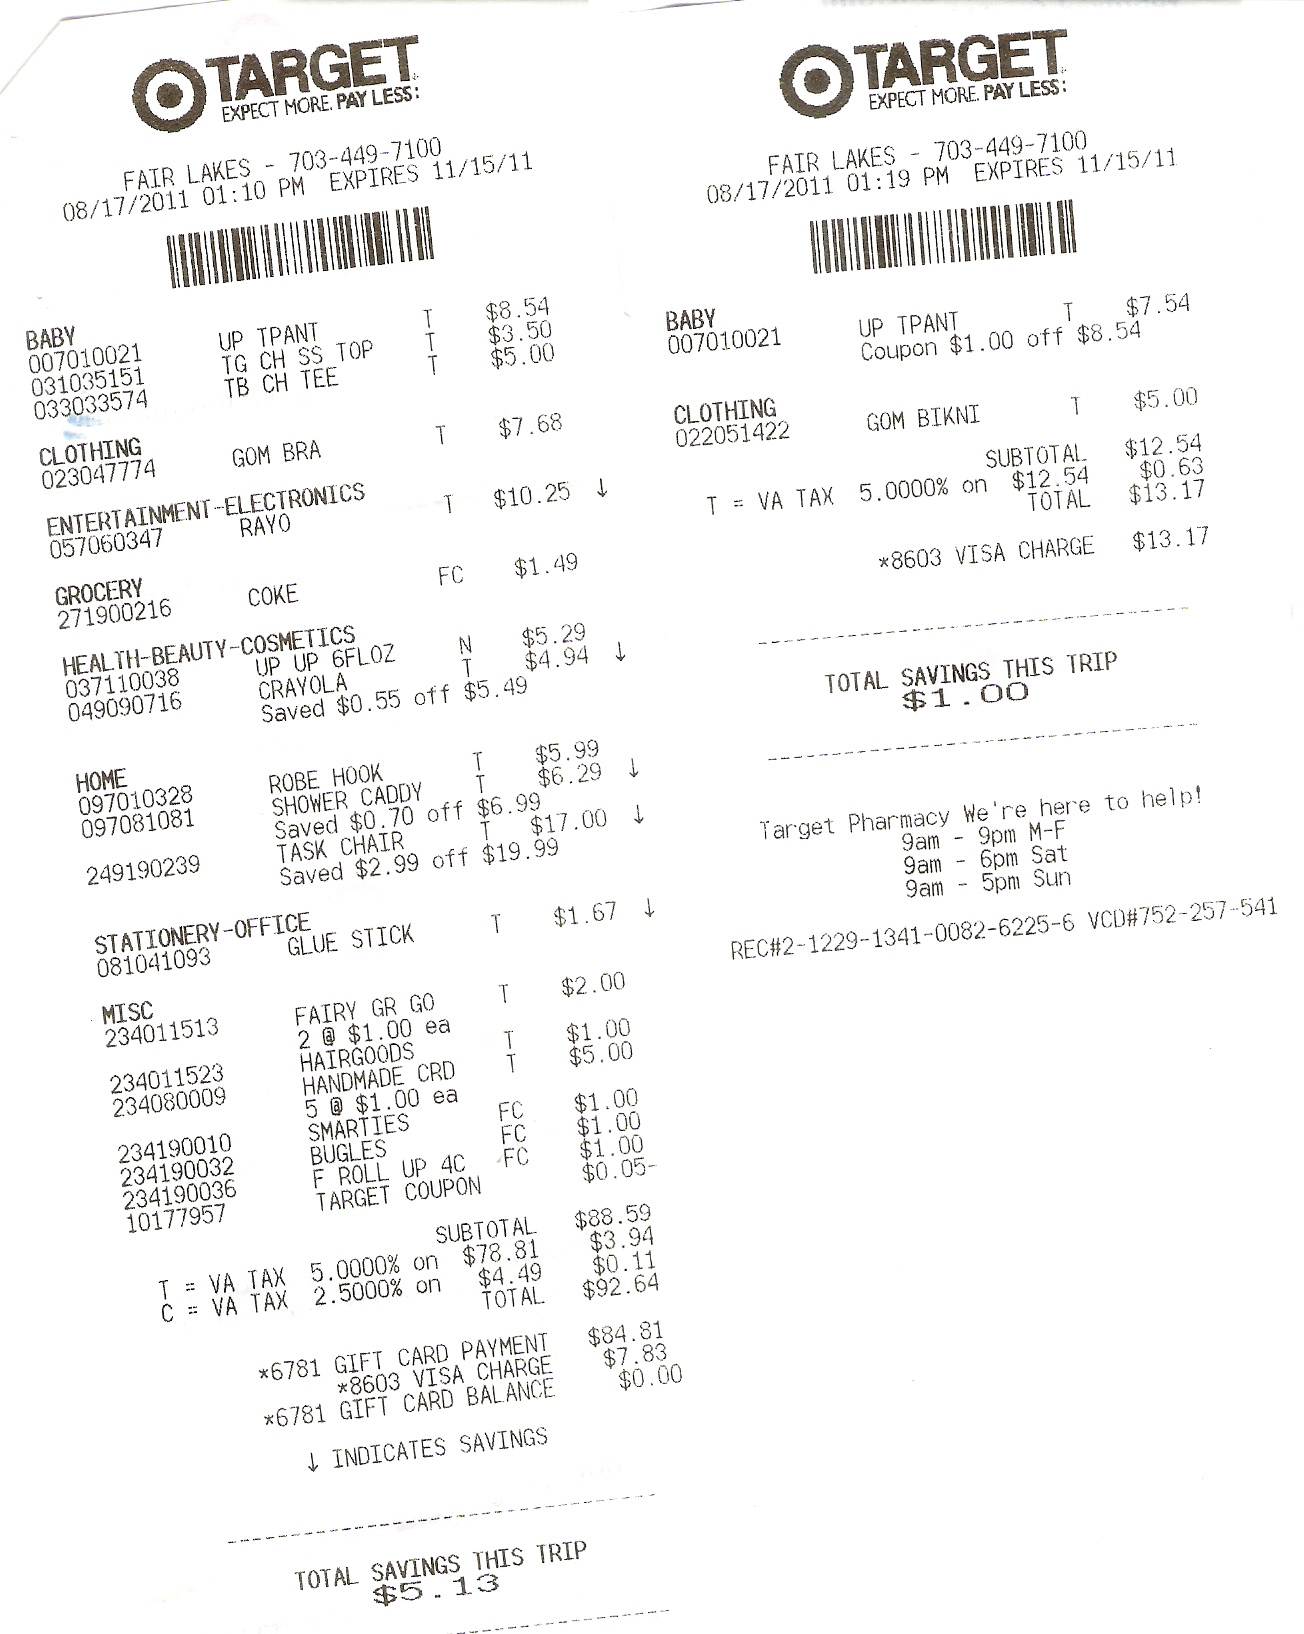 TARGET
EXPECT MORE. PAY LESS.
FAIR LAKES - 703-449-7100
08/17/2011 01:10 PM EXPIRES 11/15/11
BABY
007010021 UP TPANT T $8.54
031035151 TG CH SS TOP T $3.50
033033574 TB CH TEE T $5.00
CLOTHING
023047774 GOM BRA T $7.68
ENTERTAINMENT-ELECTRONICS
057060347 RAYO T $10.25 ↓
GROCERY
271900216 COKE FC $1.49
HEALTH-BEAUTY-COSMETICS
037110038 UP UP 6FLOZ N $5.29
049090716 CRAYOLA T $4.94 ↓
Saved $0.55 off $5.49
HOME
097010328 ROBE HOOK T $5.99
097081081 SHOWER CADDY T $6.29 ↓
Saved $0.70 off $6.99
249190239 TASK CHAIR T $17.00 ↓
Saved $2.99 off $19.99
STATIONERY-OFFICE
081041093 GLUE STICK T $1.67 ↓
MISC
234011513 FAIRY GR GO T $2.00
2 @ $1.00 ea
234011523 HAIRGOODS T $1.00
234080009 HANDMADE CRD T $5.00
5 @ $1.00 ea
234190010 SMARTIES FC $1.00
234190032 BUGLES FC $1.00
234190036 F ROLL UP 4C FC $1.00
10177957 TARGET COUPON $0.05-
SUBTOTAL $88.59
T = VA TAX 5.0000% on $78.81 $3.94
C = VA TAX 2.5000% on $4.49 $0.11
TOTAL $92.64
*6781 GIFT CARD PAYMENT $84.81
*8603 VISA CHARGE $7.83
*6781 GIFT CARD BALANCE $0.00
↓ INDICATES SAVINGS
TOTAL SAVINGS THIS TRIP
$5.13
TARGET
EXPECT MORE. PAY LESS.
FAIR LAKES - 703-449-7100
08/17/2011 01:19 PM EXPIRES 11/15/11
BABY
007010021 UP TPANT T $7.54
Coupon $1.00 off $8.54
CLOTHING
022051422 GOM BIKNI T $5.00
SUBTOTAL $12.54
T = VA TAX 5.0000% on $12.54 $0.63
TOTAL $13.17
*8603 VISA CHARGE $13.17
TOTAL SAVINGS THIS TRIP
$1.00
Target Pharmacy We're here to help!
9am - 9pm M-F
9am - 6pm Sat
9am - 5pm Sun
REC#2-1229-1341-0082-6225-6 VCD#752-257-541